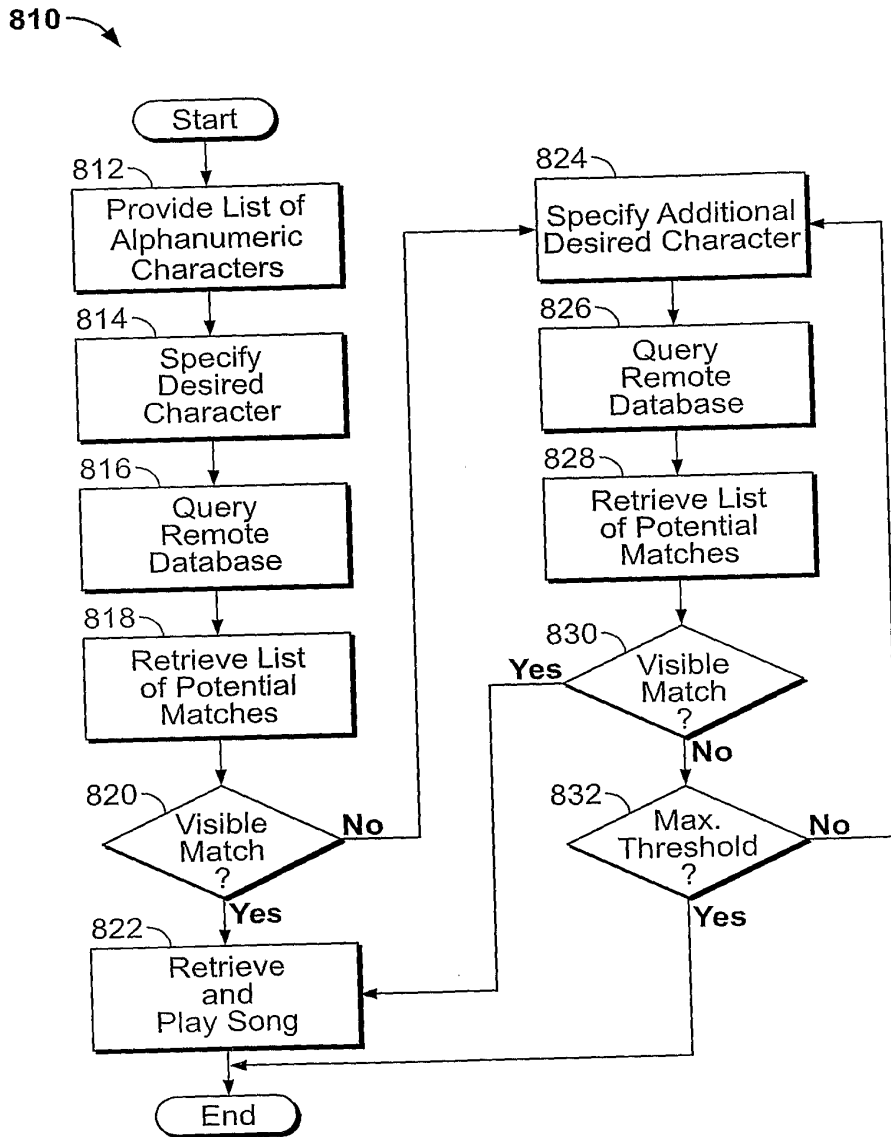 810
Start
812
Provide List of
Alphanumeric
Characters
814
Specify
Desired
Character
816
Query
Remote
Database
818
Retrieve List
of Potential
Matches
820
Visible
Match
?
No
Yes
822
Retrieve
and
Play Song
End
824
Specify Additional
Desired Character
826
Query
Remote
Database
828
Retrieve List
of Potential
Matches
830
Visible
Match
?
Yes
No
832
Max.
Threshold
?
No
Yes